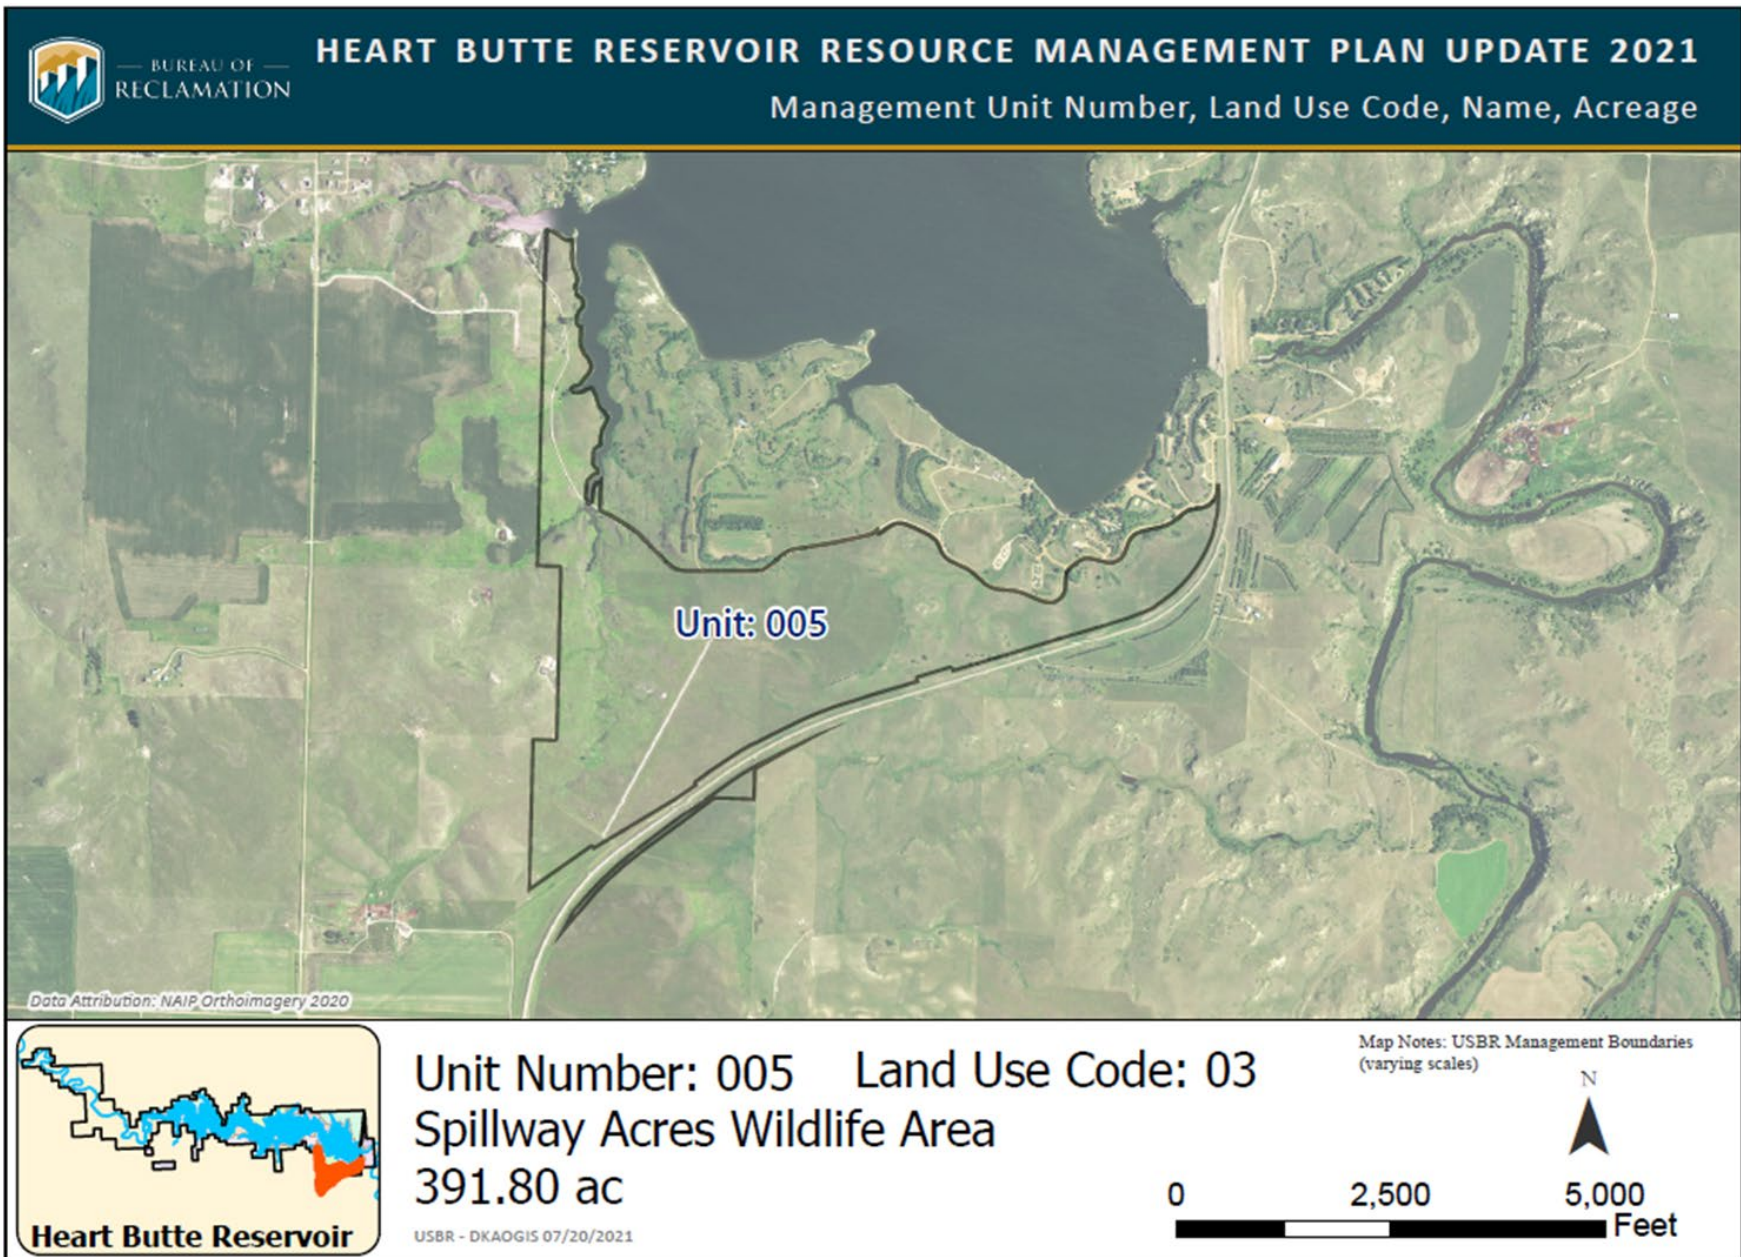 HEART BUTTE RESERVOIR RESOURCE MANAGEMENT PLAN UPDATE 2021
— BUREAU OF —
RECLAMATION
Management Unit Number, Land Use Code, Name, Acreage
Unit: 005
Data Attribution: NAIP Orthoimagery 2020
Heart Butte Reservoir
Unit Number: 005 Land Use Code: 03
Spillway Acres Wildlife Area
391.80 ac
USBR - DKAOGIS 07/20/2021
Map Notes: USBR Management Boundaries
(varying scales)
N
0 2,500 5,000
Feet